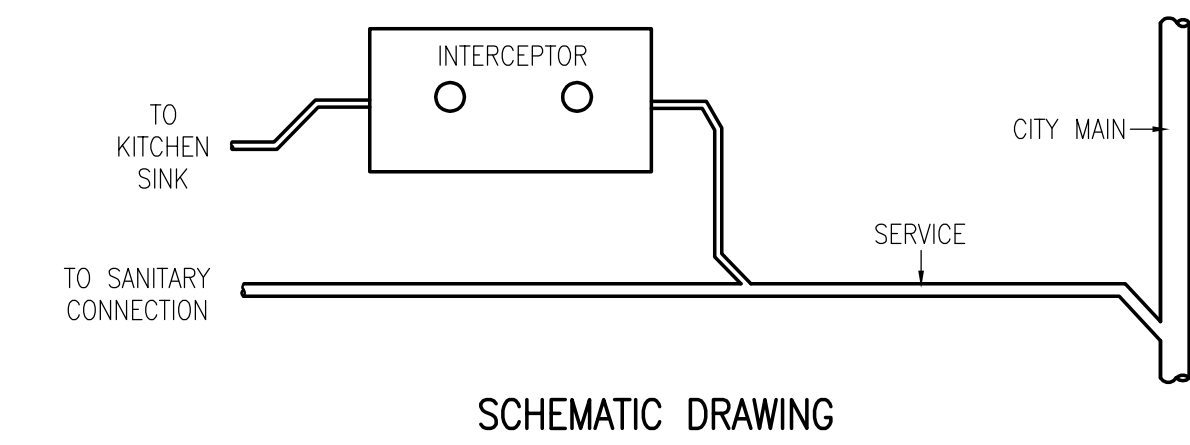 INTERCEPTOR
TO
KITCHEN
SINK
CITY MAIN
SERVICE
TO SANITARY
CONNECTION
SCHEMATIC DRAWING